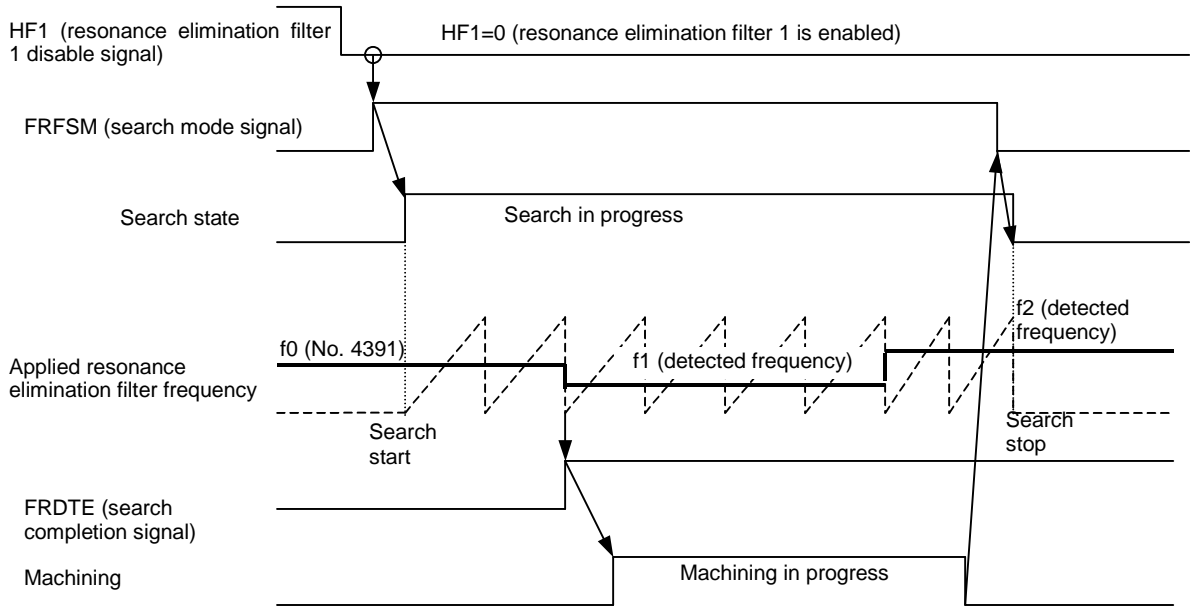 HF1 (resonance elimination filter
1 disable signal)
HF1=0 (resonance elimination filter 1 is enabled)
FRFSM (search mode signal)
Search state
Search in progress
f2 (detected
frequency)
f0 (No. 4391)
f1 (detected frequency)
Applied resonance
elimination filter frequency
Search
start
Search
stop
FRDTE (search
completion signal)
Machining
Machining in progress